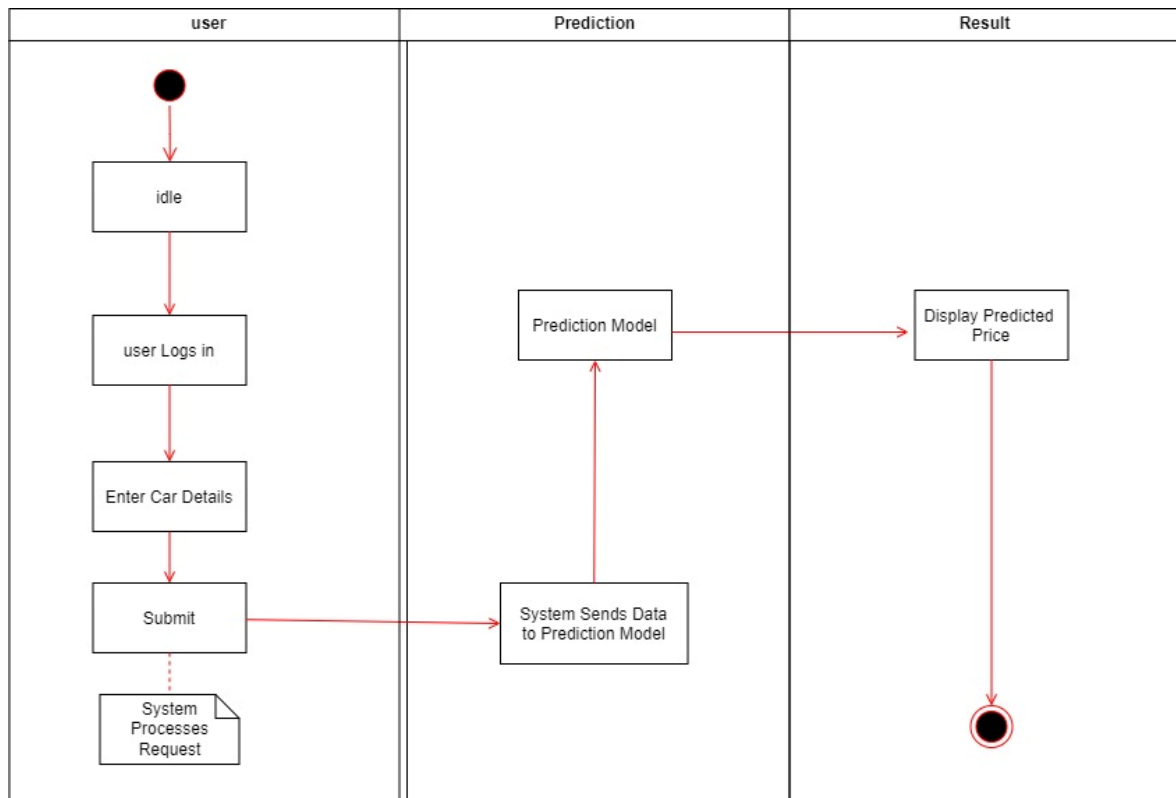 user
Prediction
Result
idle
user Logs in
Enter Car Details
Submit
System
Processes
Request
Prediction Model
System Sends Data
to Prediction Model
Display Predicted
Price